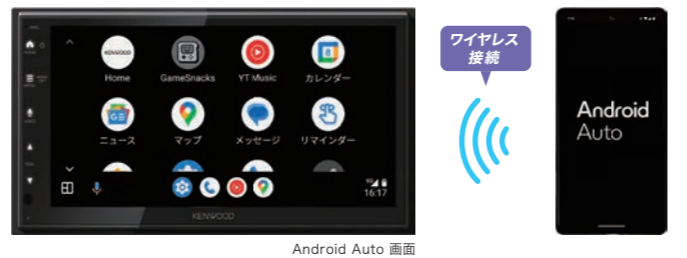 ワイヤレス
接続
KENWOOD
Home
GameSnacks
YT Music
カレンダー
ニュース
マップ
メッセージ
リマインダー
16:17
KENWOOD
Android
Auto
Android Auto 画面